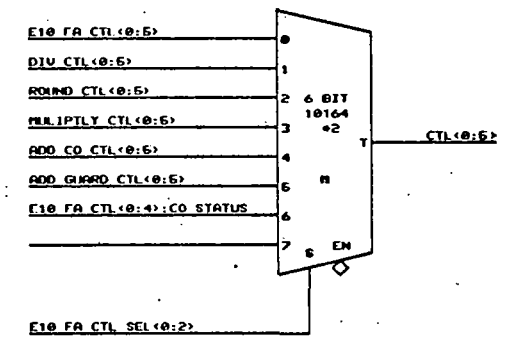 E10 FA CTL<0:5>
0
DIV CTL<0:5>
1
ROUND CTL<0:5>
2
6 BIT
10164
*2
MULIPTLY CTL<0:5>
3
T
CTL<0:5>
ADD CO CTL<0:5>
4
ADD GUARD CTL<0:5>
5
M
E10 FA CTL<0:4>:CO STATUS
6
7
S
EN
E10 FA CTL SEL<0:2>